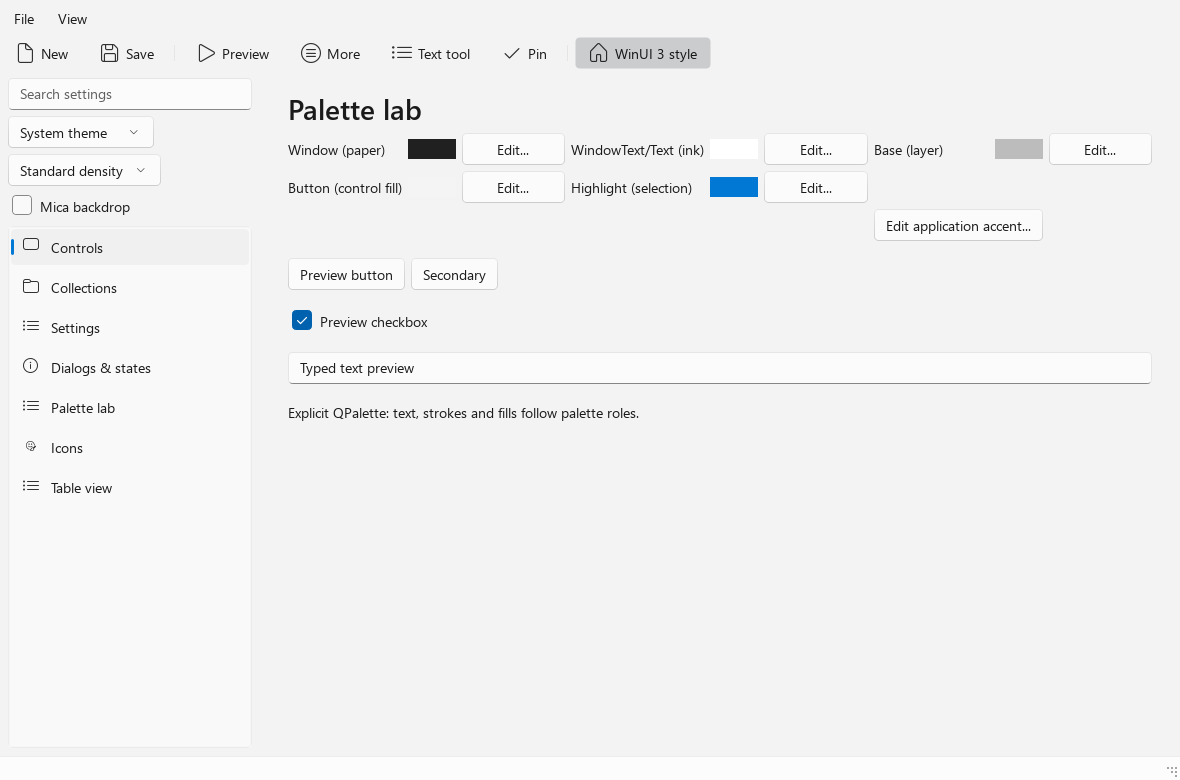 File View
New Save Preview More Text tool Pin WinUI 3 style
Search settings
System theme
Standard density
Mica backdrop
Controls
Collections
Settings
Dialogs & states
Palette lab
Icons
Table view
Palette lab
Window (paper) Edit... WindowText/Text (ink) Edit... Base (layer) Edit...
Button (control fill) Edit... Highlight (selection) Edit...
Edit application accent...
Preview button Secondary
Preview checkbox
Typed text preview
Explicit QPalette: text, strokes and fills follow palette roles.